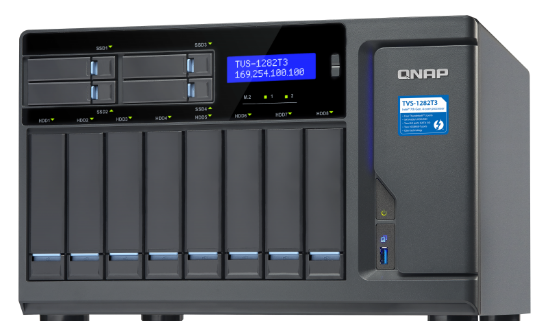 SSD1 SSD3
TVS-1282T3
169.254.100.100
M.2 1 2
SSD2 SSD4
HDD1 HDD2 HDD3 HDD4 HDD5 HDD6 HDD7 HDD8
QNAP
TVS-1282T3